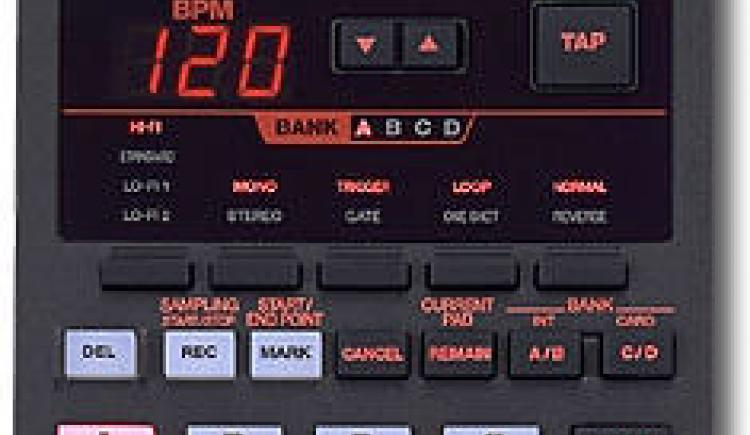 BPM
120
TAP
BANK A B C D
HI-FI
STANDARD
LO-FI 1 MONO TRIGGER LOOP NORMAL
LO-FI 2 STEREO GATE ONE SHOT REVERSE
SAMPLING START/ CURRENT BANK
START/STOP END POINT PAD INT CARD
DEL REC MARK CANCEL REMAIN A/B C/D